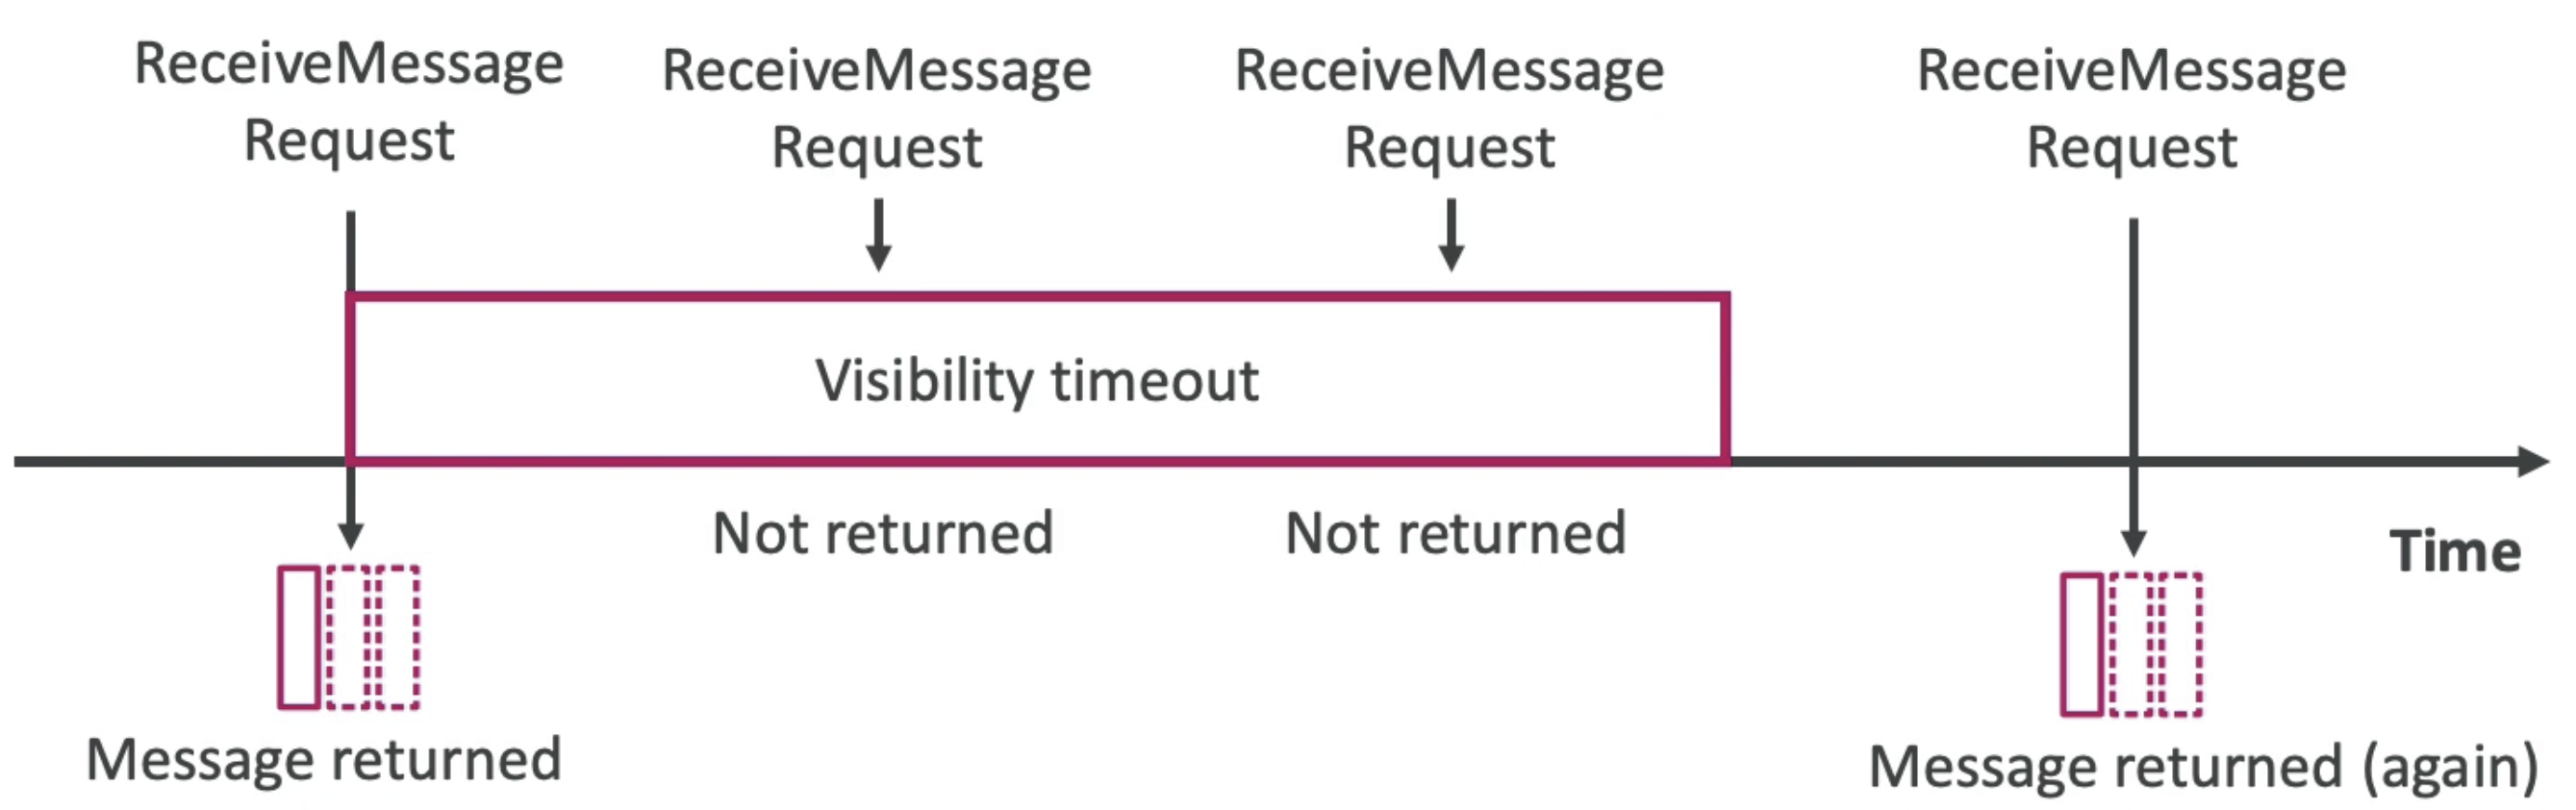 ReceiveMessage
Request
ReceiveMessage
Request
ReceiveMessage
Request
ReceiveMessage
Request
Visibility timeout
Not returned
Not returned
Time
Message returned
Message returned (again)